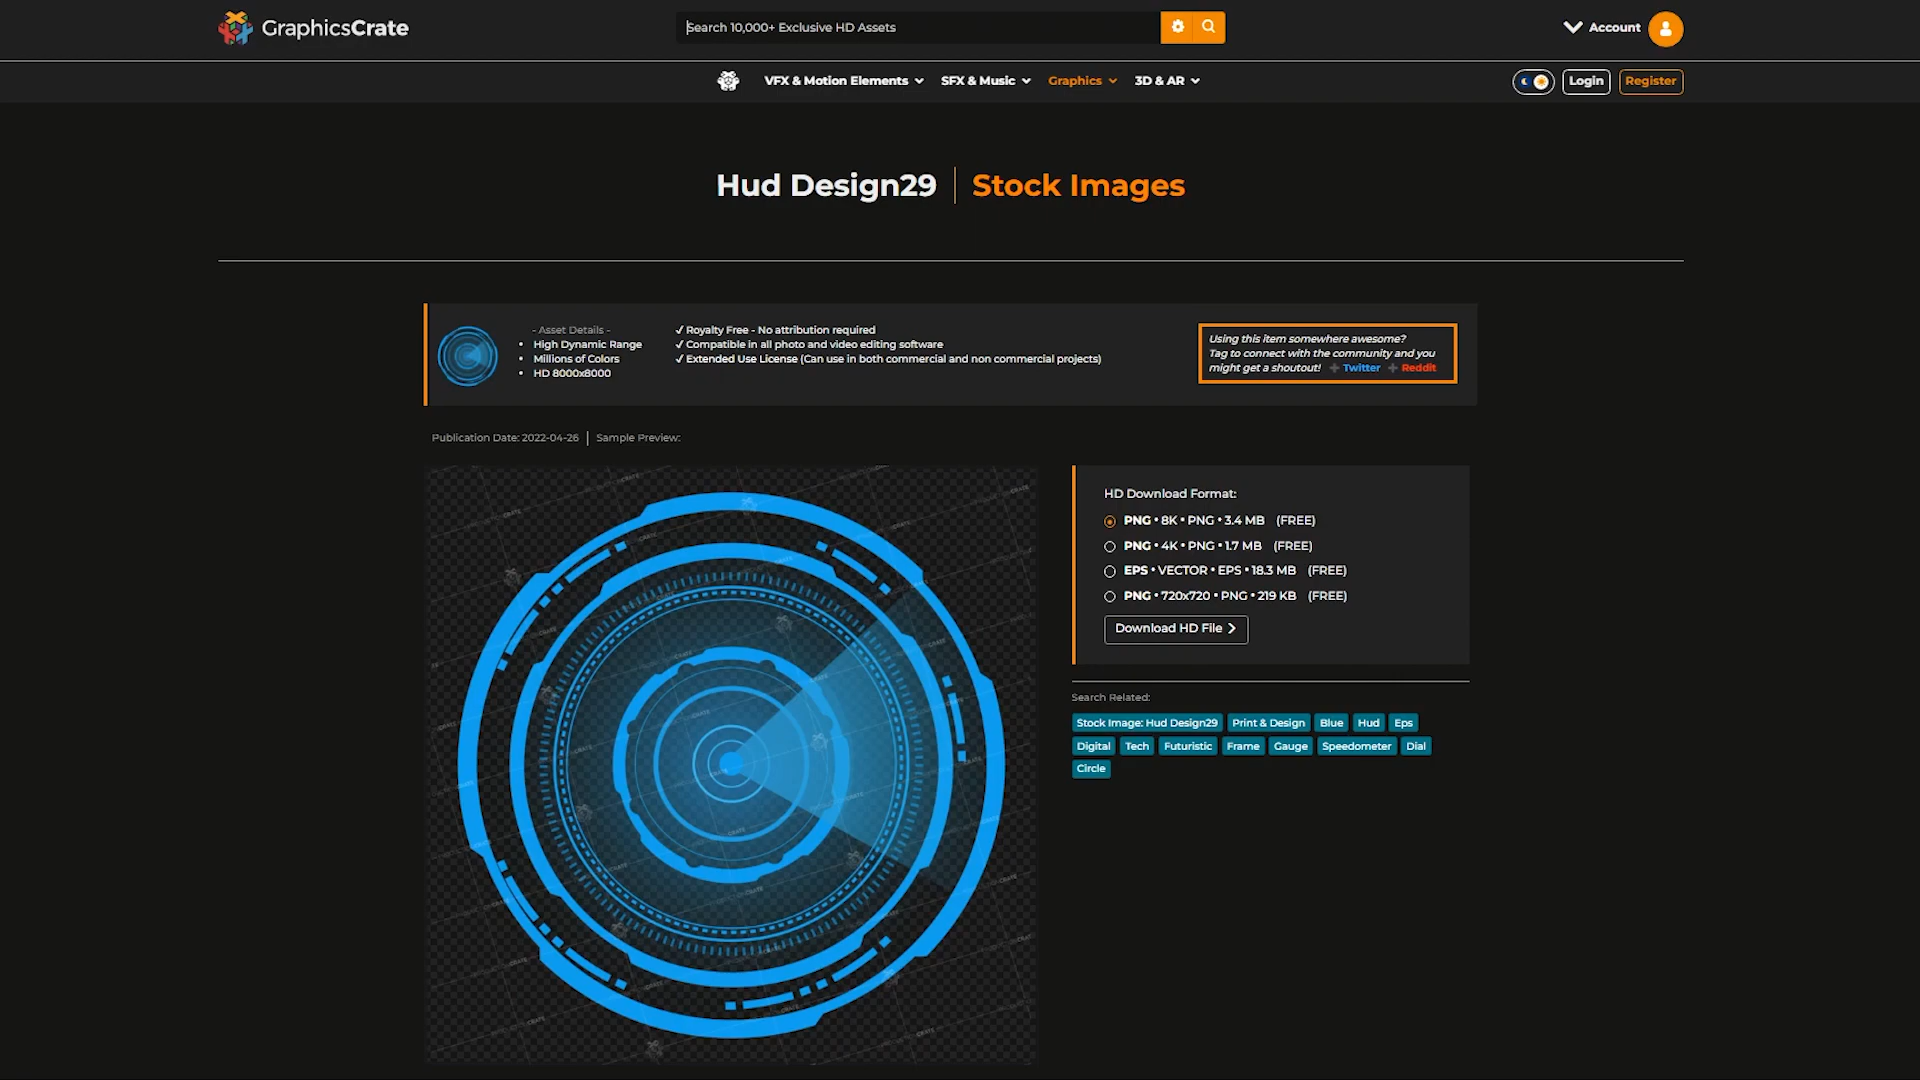 GraphicsCrate
Search 10,000+ Exclusive HD Assets
Account
VFX & Motion Elements
SFX & Music
Graphics
3D & AR
Login
Register
Hud Design29
Stock Images
- Asset Details -
• High Dynamic Range
• Millions of Colors
• HD 8000x8000
✓ Royalty Free - No attribution required
✓ Compatible in all photo and video editing software
✓ Extended Use License (Can use in both commercial and non commercial projects)
Using this item somewhere awesome?
Tag to connect with the community and you
might get a shoutout! + Twitter + Reddit
Publication Date: 2022-04-26 | Sample Preview:
HD Download Format:
PNG • 8K • PNG • 3.4 MB (FREE)
PNG • 4K • PNG • 1.7 MB (FREE)
EPS • VECTOR • EPS • 18.3 MB (FREE)
PNG • 720x720 • PNG • 219 KB (FREE)
Download HD File
Search Related:
Stock Image: Hud Design29 Print & Design Blue Hud Eps
Digital Tech Futuristic Frame Gauge Speedometer Dial
Circle